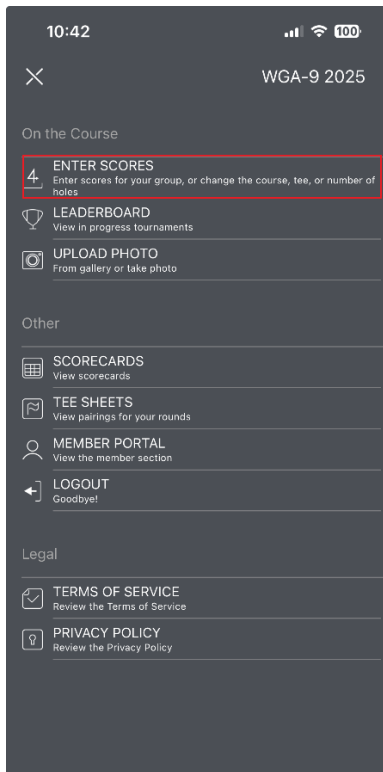 10:42
100
WGA-9 2025
On the Course
4
ENTER SCORES
Enter scores for your group, or change the course, tee, or number of
holes
LEADERBOARD
View in progress tournaments
UPLOAD PHOTO
From gallery or take photo
Other
SCORECARDS
View scorecards
TEE SHEETS
View pairings for your rounds
MEMBER PORTAL
View the member section
LOGOUT
Goodbye!
Legal
TERMS OF SERVICE
Review the Terms of Service
PRIVACY POLICY
Review the Privacy Policy